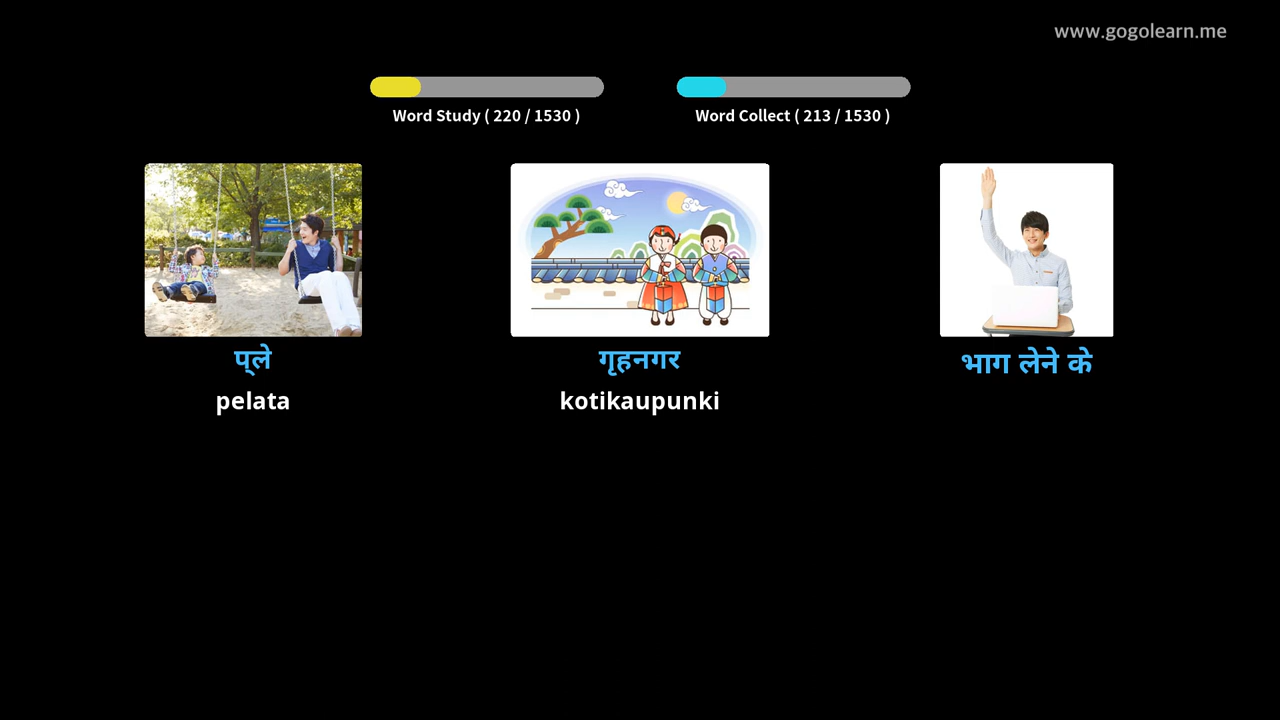 www.gogolearn.me
Word Study ( 220 / 1530 )
Word Collect ( 213 / 1530 )
प्ले
गृहनगर
भाग लेने के
pelata
kotikaupunki